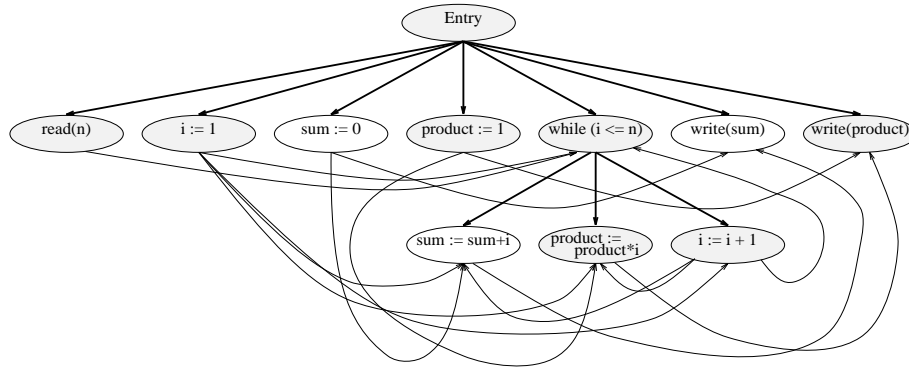 Entry
read(n)
i := 1
sum := 0
product := 1
while (i <= n)
write(sum)
write(product)
sum := sum+i
product :=
product*i
i := i + 1